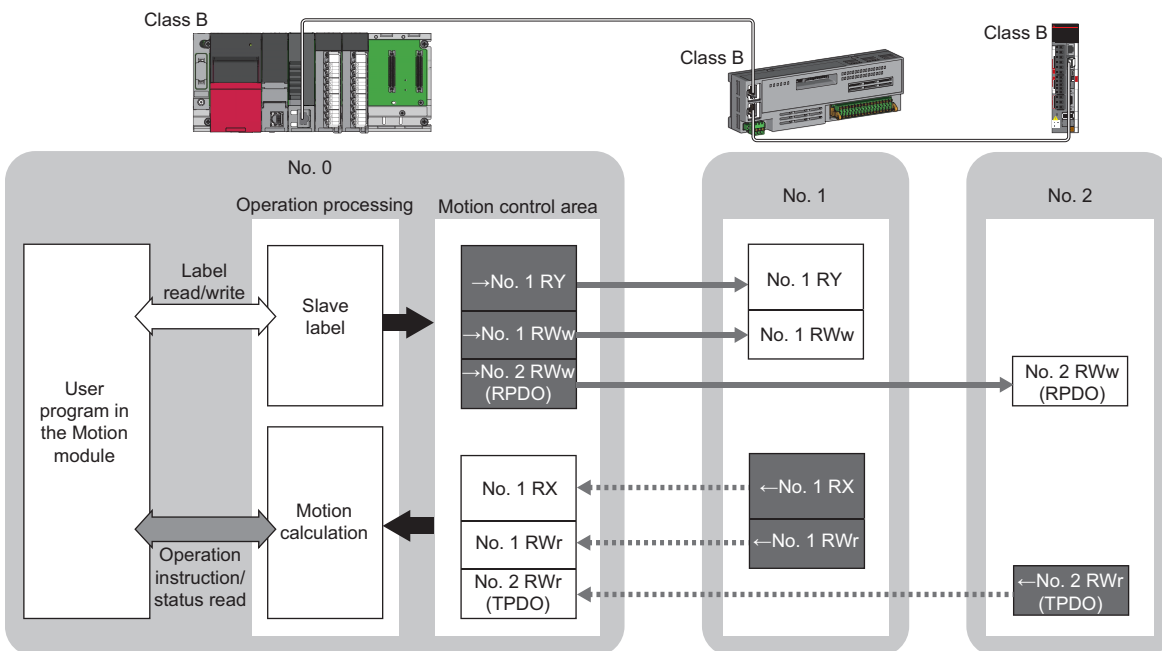 Class B
Class B
Class B
No. 0
No. 1
No. 2
Operation processing
Motion control area
User
program in
the Motion
module
Label
read/write
Slave
label
→No. 1 RY
→No. 1 RWw
→No. 2 RWw
(RPDO)
No. 1 RY
No. 1 RWw
No. 2 RWw
(RPDO)
Operation
instruction/
status read
Motion
calculation
No. 1 RX
No. 1 RWr
No. 2 RWr
(TPDO)
←No. 1 RX
←No. 1 RWr
←No. 2 RWr
(TPDO)